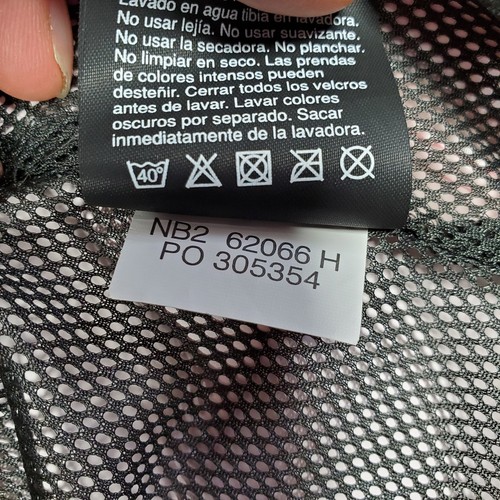 Lavado en agua tibia en lavadora.
No usar lejía. No usar suavizante.
No usar la secadora. No planchar.
No limpiar en seco. Las prendas
de colores intensos pueden
desteñir. Cerrar todos los velcros
antes de lavar. Lavar colores
oscuros por separado. Sacar
inmediatamente de la lavadora.
40°
NB2 62066 H
PO 305354